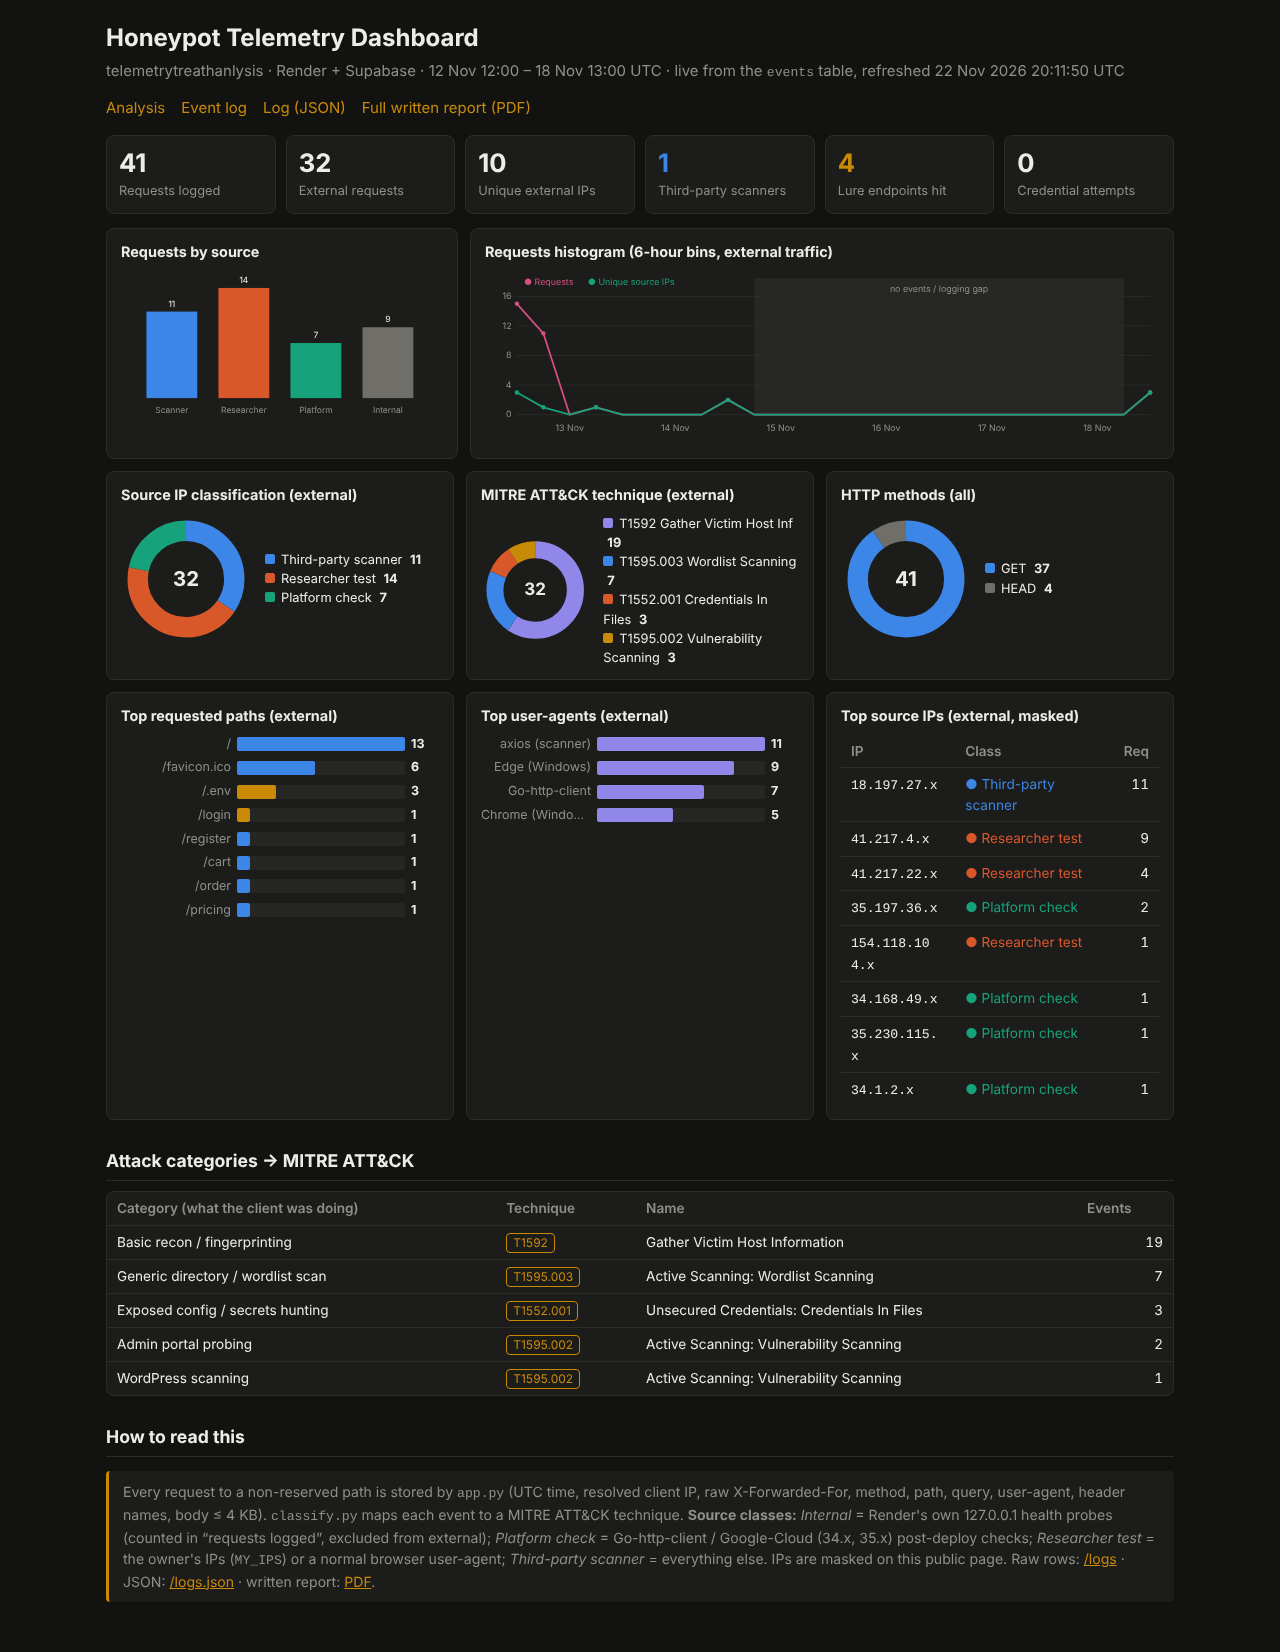 Honeypot Telemetry Dashboard
telemetrytreathanlysis · Render + Supabase · 12 Nov 12:00 – 18 Nov 13:00 UTC · live from the events table, refreshed 22 Nov 2026 20:11:50 UTC
Analysis Event log Log (JSON) Full written report (PDF)
41
Requests logged
32
External requests
10
Unique external IPs
1
Third-party scanners
4
Lure endpoints hit
0
Credential attempts
Requests by source
11
14
7
9
Scanner Researcher Platform Internal
Requests histogram (6-hour bins, external traffic)
Requests Unique source IPs
no events / logging gap
16
12
8
4
0
13 Nov 14 Nov 15 Nov 16 Nov 17 Nov 18 Nov
Source IP classification (external)
32
Third-party scanner 11
Researcher test 14
Platform check 7
MITRE ATT&CK technique (external)
32
T1592 Gather Victim Host Inf
19
T1595.003 Wordlist Scanning
7
T1552.001 Credentials In
Files 3
T1595.002 Vulnerability
Scanning 3
HTTP methods (all)
41
GET 37
HEAD 4
Top requested paths (external)
/ 13
/favicon.ico 6
/.env 3
/login 1
/register 1
/cart 1
/order 1
/pricing 1
Top user-agents (external)
axios (scanner) 11
Edge (Windows) 9
Go-http-client 7
Chrome (Windo... 5
Top source IPs (external, masked)
IP Class Req
18.197.27.x Third-party 11
scanner
41.217.4.x Researcher test 9
41.217.22.x Researcher test 4
35.197.36.x Platform check 2
154.118.10 Researcher test 1
4.x
34.168.49.x Platform check 1
35.230.115. Platform check 1
x
34.1.2.x Platform check 1
Attack categories → MITRE ATT&CK
Category (what the client was doing) Technique Name Events
Basic recon / fingerprinting T1592 Gather Victim Host Information 19
Generic directory / wordlist scan T1595.003 Active Scanning: Wordlist Scanning 7
Exposed config / secrets hunting T1552.001 Unsecured Credentials: Credentials In Files 3
Admin portal probing T1595.002 Active Scanning: Vulnerability Scanning 2
WordPress scanning T1595.002 Active Scanning: Vulnerability Scanning 1
How to read this
Every request to a non-reserved path is stored by app.py (UTC time, resolved client IP, raw X-Forwarded-For, method, path, query, user-agent, header
names, body ≤ 4 KB). classify.py maps each event to a MITRE ATT&CK technique. Source classes: Internal = Render's own 127.0.0.1 health probes
(counted in “requests logged”, excluded from external); Platform check = Go-http-client / Google-Cloud (34.x, 35.x) post-deploy checks; Researcher test =
the owner's IPs (MY_IPS) or a normal browser user-agent; Third-party scanner = everything else. IPs are masked on this public page. Raw rows: /logs ·
JSON: /logs.json · written report: PDF.